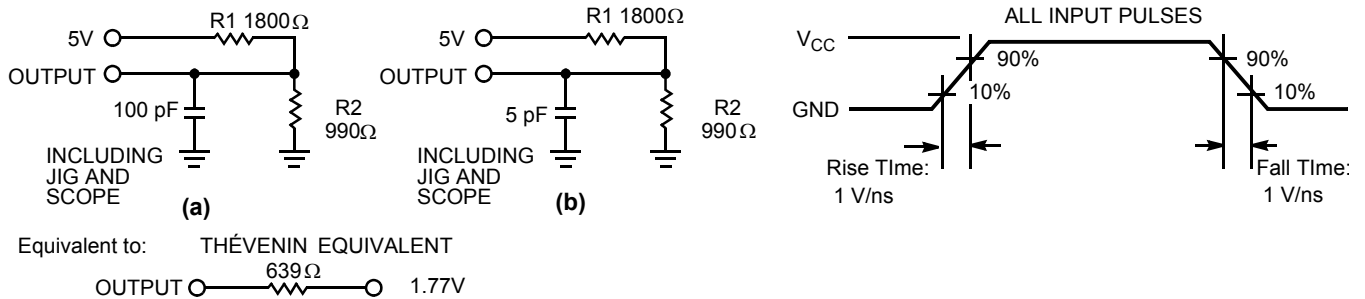 R1 1800Ω
5V
OUTPUT
100 pF
R2
990Ω
INCLUDING
JIG AND
SCOPE
(a)
R1 1800Ω
5V
OUTPUT
5 pF
R2
990Ω
INCLUDING
JIG AND
SCOPE
(b)
ALL INPUT PULSES
VCC
90%
10%
GND
90%
10%
Rise TIme:
1 V/ns
Fall TIme:
1 V/ns
Equivalent to: THÉVENIN EQUIVALENT
639Ω
OUTPUT 1.77V